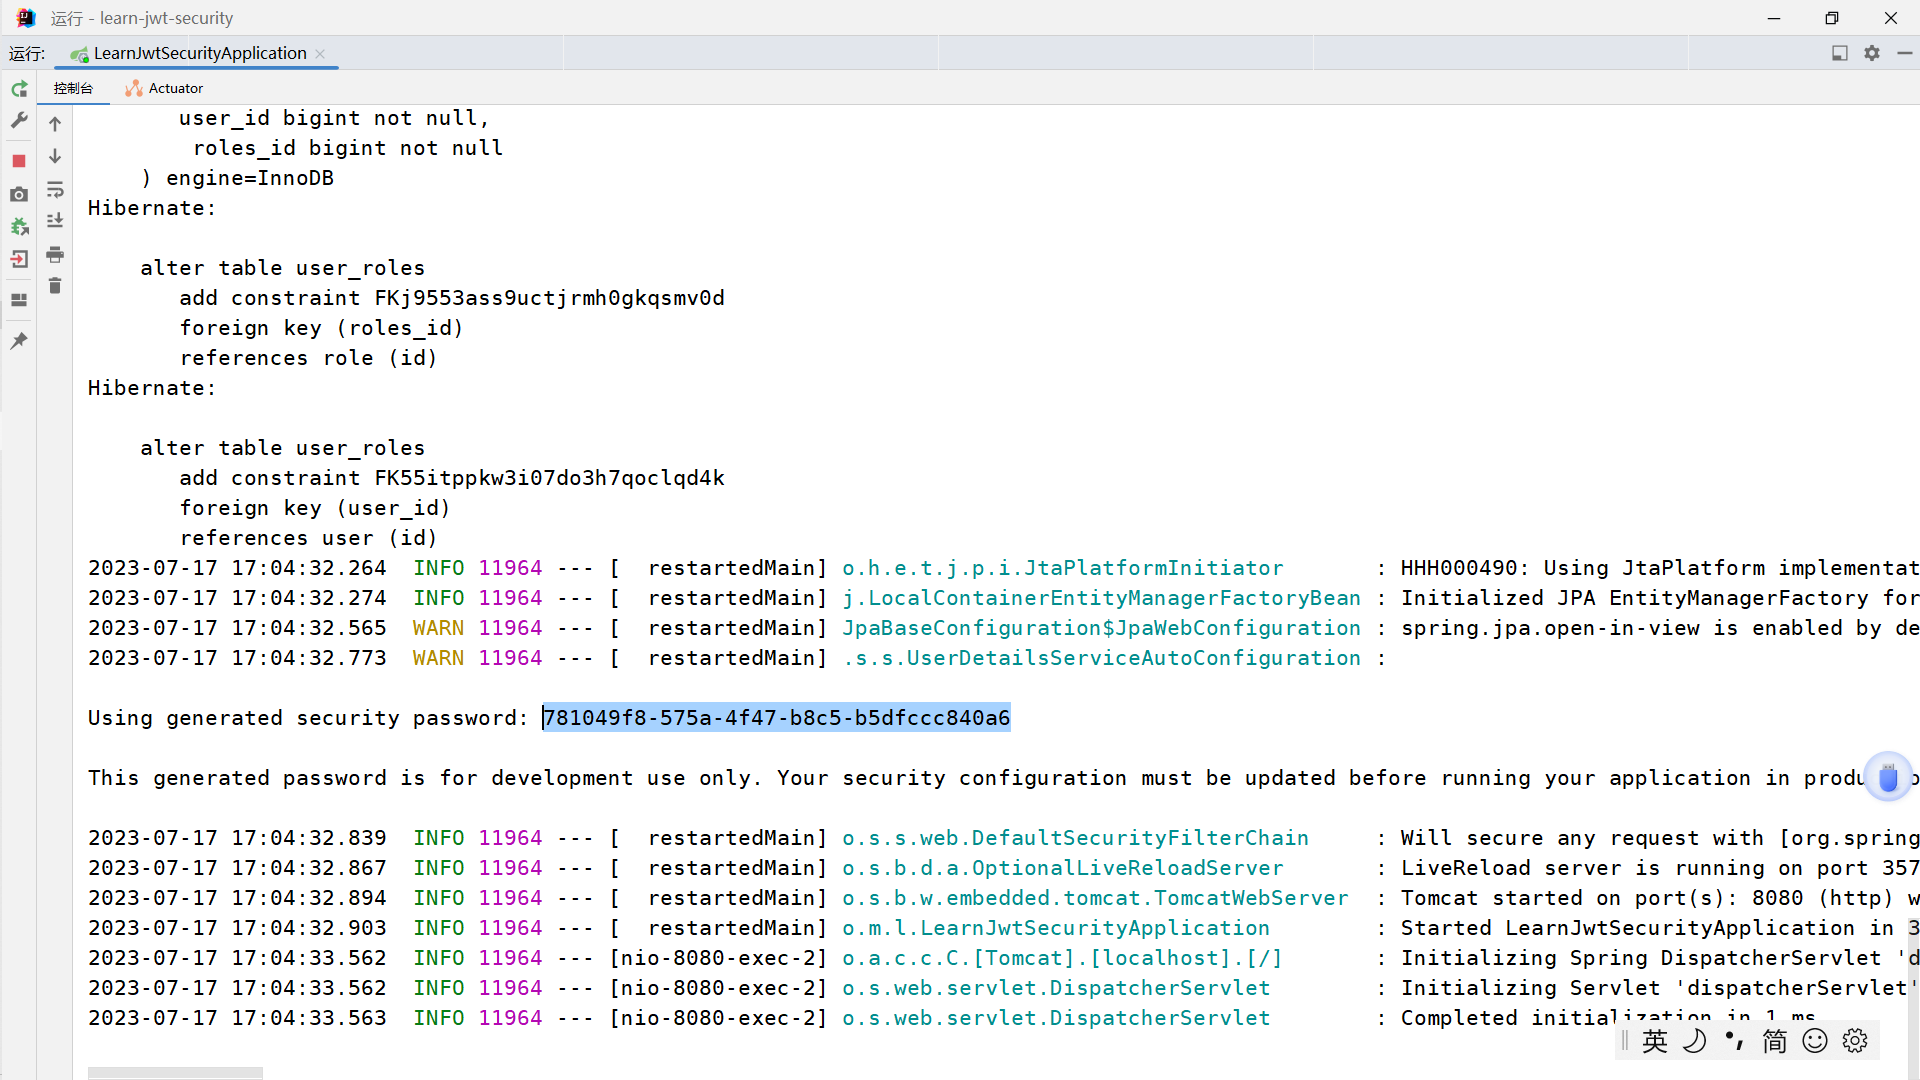 运行 - learn-jwt-security
运行: LearnJwtSecurityApplication
控制台 Actuator
user_id bigint not null,
roles_id bigint not null
) engine=InnoDB
Hibernate:
alter table user_roles
add constraint FKj9553ass9uctjrmh0gkqsmv0d
foreign key (roles_id)
references role (id)
Hibernate:
alter table user_roles
add constraint FK55itppkw3i07do3h7qoclqd4k
foreign key (user_id)
references user (id)
2023-07-17 17:04:32.264  INFO 11964 --- [  restartedMain] o.h.e.t.j.p.i.JtaPlatformInitiator       : HHH000490: Using JtaPlatform implementat
2023-07-17 17:04:32.274  INFO 11964 --- [  restartedMain] j.LocalContainerEntityManagerFactoryBean : Initialized JPA EntityManagerFactory for
2023-07-17 17:04:32.565  WARN 11964 --- [  restartedMain] JpaBaseConfiguration$JpaWebConfiguration : spring.jpa.open-in-view is enabled by de
2023-07-17 17:04:32.773  WARN 11964 --- [  restartedMain] .s.s.UserDetailsServiceAutoConfiguration :
Using generated security password: 781049f8-575a-4f47-b8c5-b5dfccc840a6
This generated password is for development use only. Your security configuration must be updated before running your application in produ
2023-07-17 17:04:32.839  INFO 11964 --- [  restartedMain] o.s.s.web.DefaultSecurityFilterChain     : Will secure any request with [org.spring
2023-07-17 17:04:32.867  INFO 11964 --- [  restartedMain] o.s.b.d.a.OptionalLiveReloadServer       : LiveReload server is running on port 357
2023-07-17 17:04:32.894  INFO 11964 --- [  restartedMain] o.s.b.w.embedded.tomcat.TomcatWebServer  : Tomcat started on port(s): 8080 (http) w
2023-07-17 17:04:32.903  INFO 11964 --- [  restartedMain] o.m.l.LearnJwtSecurityApplication        : Started LearnJwtSecurityApplication in 3
2023-07-17 17:04:33.562  INFO 11964 --- [nio-8080-exec-2] o.a.c.c.C.[Tomcat].[localhost].[/]       : Initializing Spring DispatcherServlet 'd
2023-07-17 17:04:33.562  INFO 11964 --- [nio-8080-exec-2] o.s.web.servlet.DispatcherServlet        : Initializing Servlet 'dispatcherServlet'
2023-07-17 17:04:33.563  INFO 11964 --- [nio-8080-exec-2] o.s.web.servlet.DispatcherServlet        : Completed initialization in 1 ms
英 简